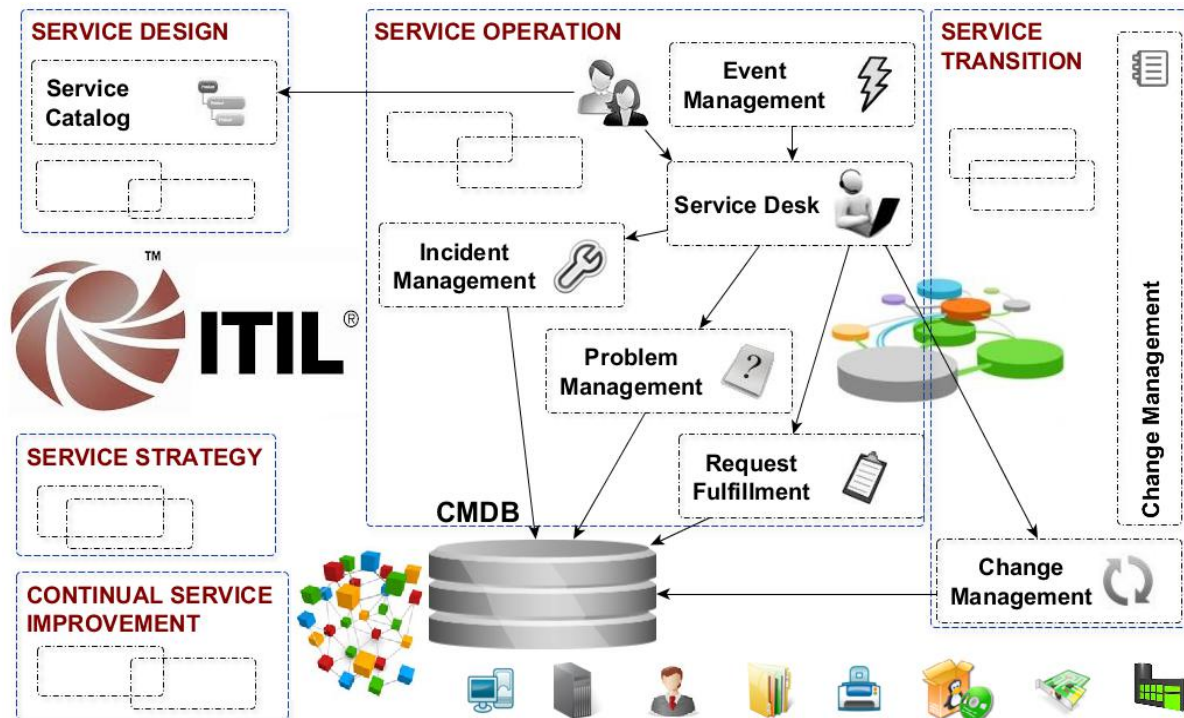 SERVICE DESIGN
Service
Catalog
SERVICE OPERATION
Event
Management
Service Desk
Incident
Management
Problem
Management
?
Request
Fulfillment
SERVICE
TRANSITION
Change Management
Change
Management
TM
ITIL®
SERVICE STRATEGY
CONTINUAL SERVICE
IMPROVEMENT
CMDB